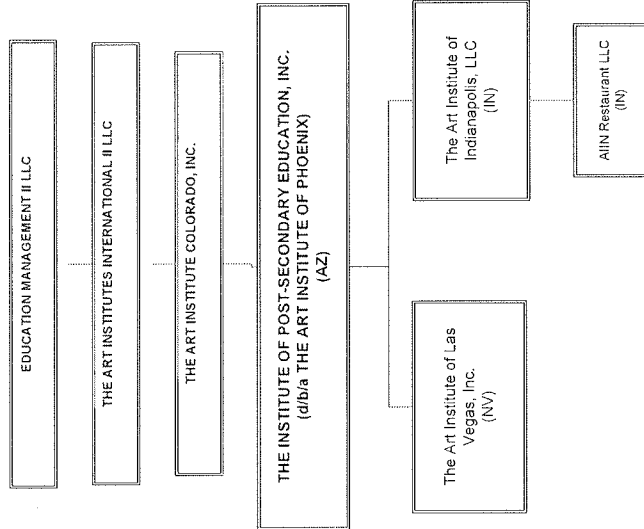 EDUCATION MANAGEMENT II LLC
THE ART INSTITUTES INTERNATIONAL II LLC
THE ART INSTITUTE COLORADO, INC.
THE INSTITUTE OF POST-SECONDARY EDUCATION, INC.
(d/b/a THE ART INSTITUTE OF PHOENIX)
(AZ)
The Art Institute of Las
Vegas, Inc.
(NV)
The Art Institute of
Indianapolis, LLC
(IN)
AIIN Restaurant LLC
(IN)